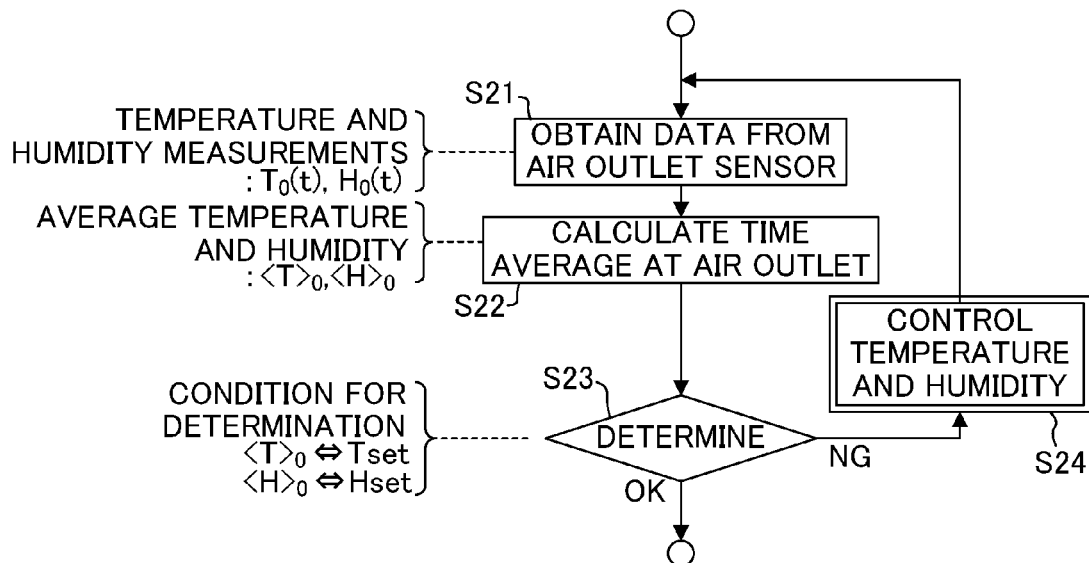 S21
TEMPERATURE AND
HUMIDITY MEASUREMENTS
: T₀(t), H₀(t)
OBTAIN DATA FROM
AIR OUTLET SENSOR
AVERAGE TEMPERATURE
AND HUMIDITY
: <T>₀,<H>₀
CALCULATE TIME
AVERAGE AT AIR OUTLET
S22
CONTROL
TEMPERATURE
AND HUMIDITY
S24
S23
CONDITION FOR
DETERMINATION
<T>₀ ⇔ Tset
<H>₀ ⇔ Hset
DETERMINE
NG
OK